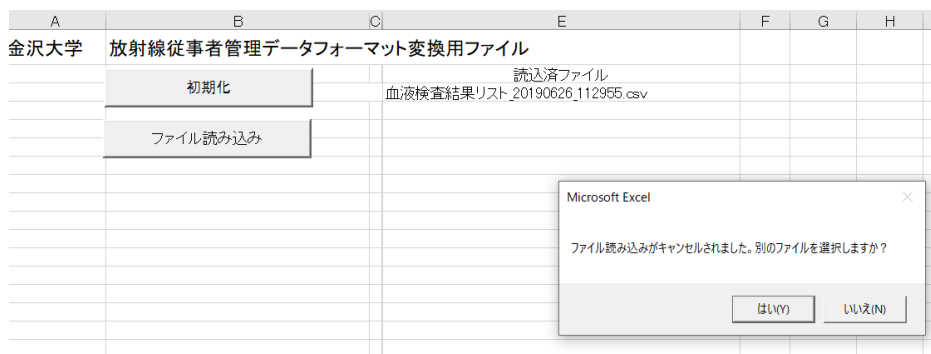 A B C E F G H
金沢大学 放射線従事者管理データフォーマット変換用ファイル
初期化
読込済ファイル
血液検査結果リスト_20190626_112955.csv
ファイル読み込み
Microsoft Excel
ファイル読み込みがキャンセルされました。別のファイルを選択しますか？
はい(Y) いいえ(N)